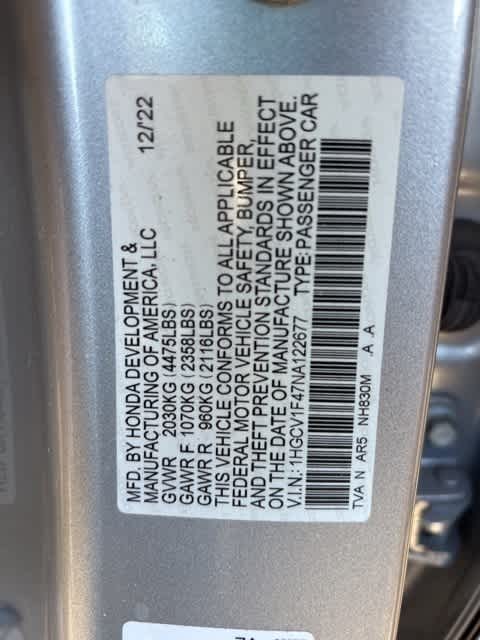 MFD. BY HONDA DEVELOPMENT & 12/'22
MANUFACTURING OF AMERICA, LLC
GVWR 2030KG (4475LBS)
GAWR F 1070KG (2358LBS)
GAWR R 960KG (2116LBS)
THIS VEHICLE CONFORMS TO ALL APPLICABLE
FEDERAL MOTOR VEHICLE SAFETY, BUMPER,
AND THEFT PREVENTION STANDARDS IN EFFECT
ON THE DATE OF MANUFACTURE SHOWN ABOVE.
V.I.N.: 1HGCV1F47NA122677 TYPE: PASSENGER CAR
TVA N AR5 NH830M A A